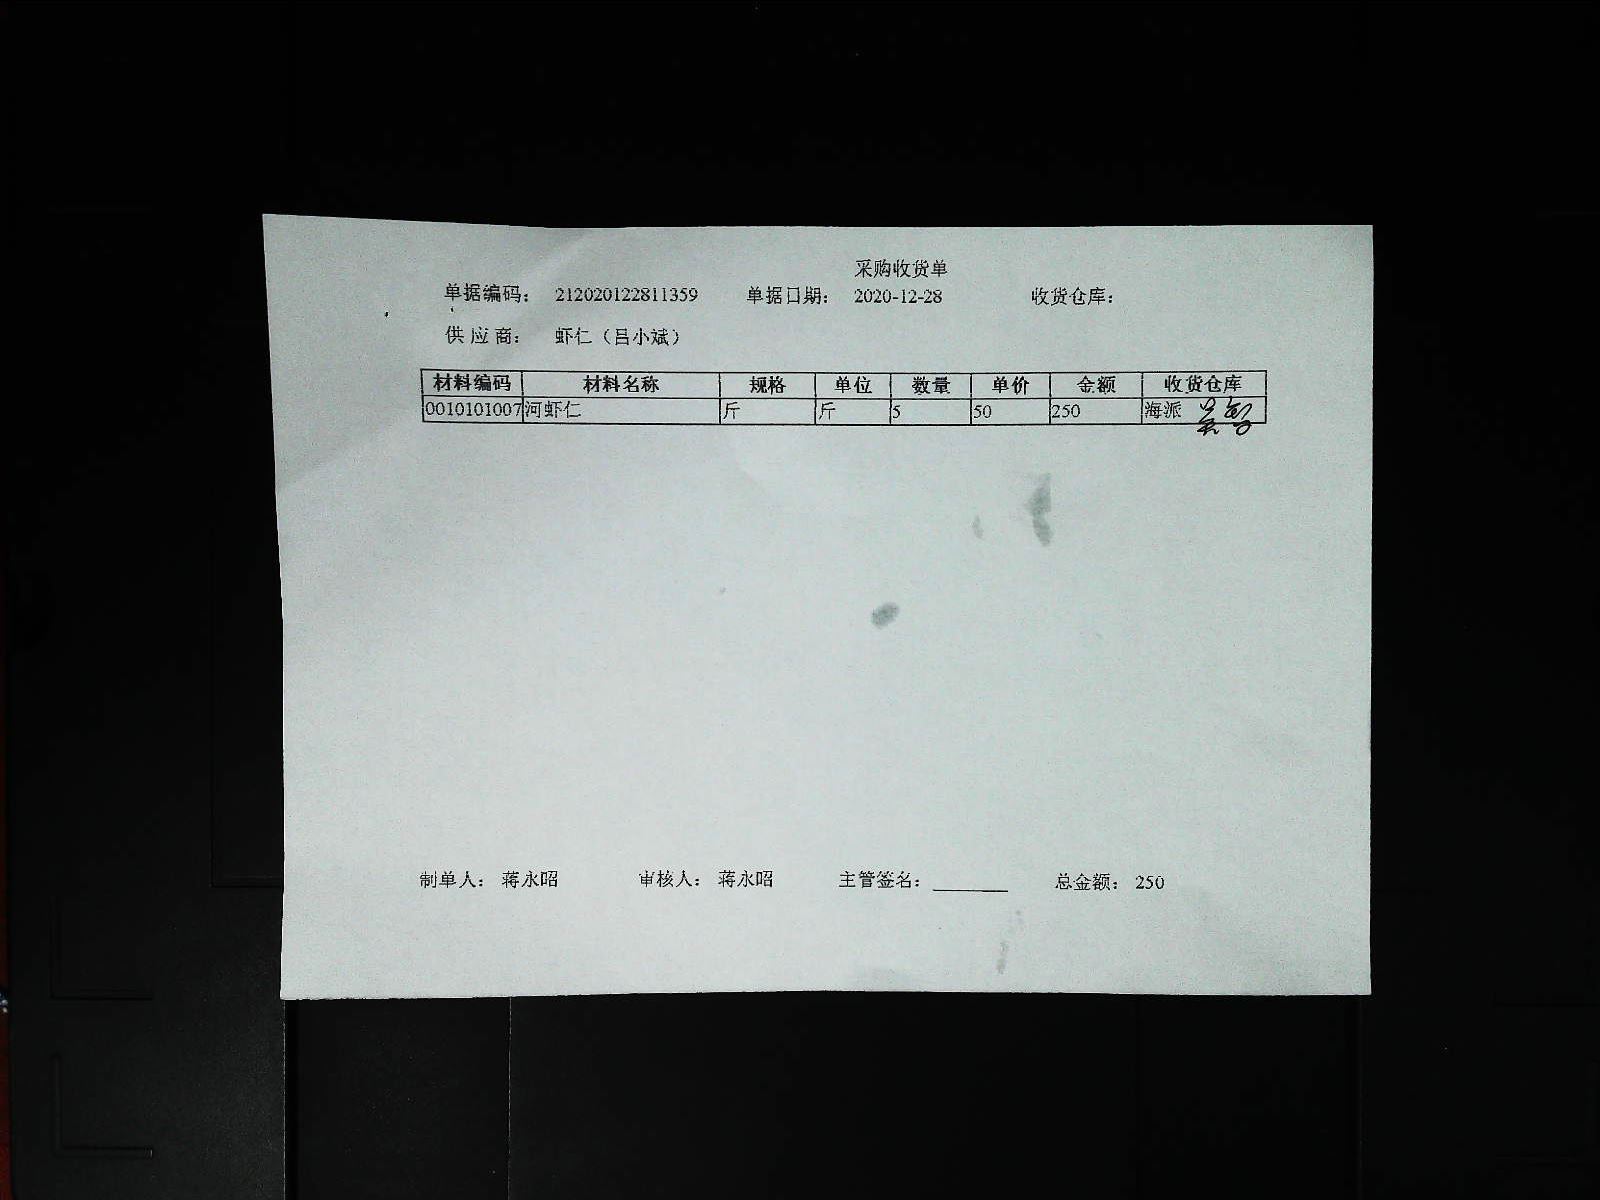 采购收货单
单据编码： 212020122811359 单据日期： 2020-12-28 收货仓库：
供应商： 虾仁（吕小斌）
材料编码 材料名称 规格 单位 数量 单价 金额 收货仓库
0010101007 河虾仁 斤 斤 5 50 250 海派
制单人： 蒋永昭 审核人： 蒋永昭 主管签名： 总金额： 250